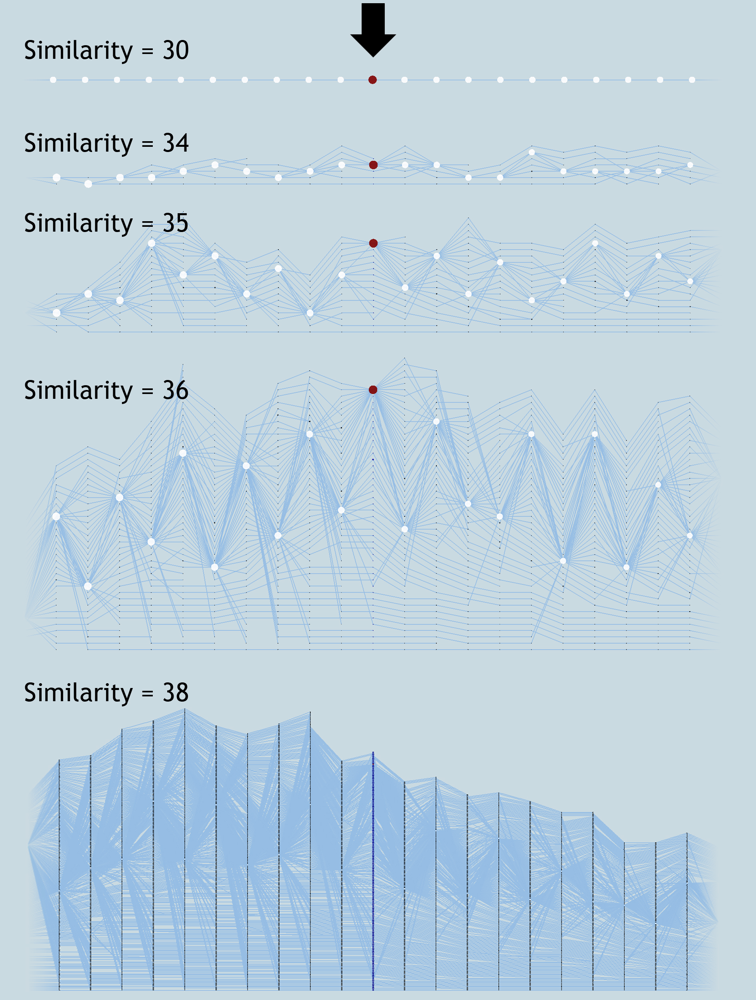 Similarity = 30
Similarity = 34
Similarity = 35
Similarity = 36
Similarity = 38